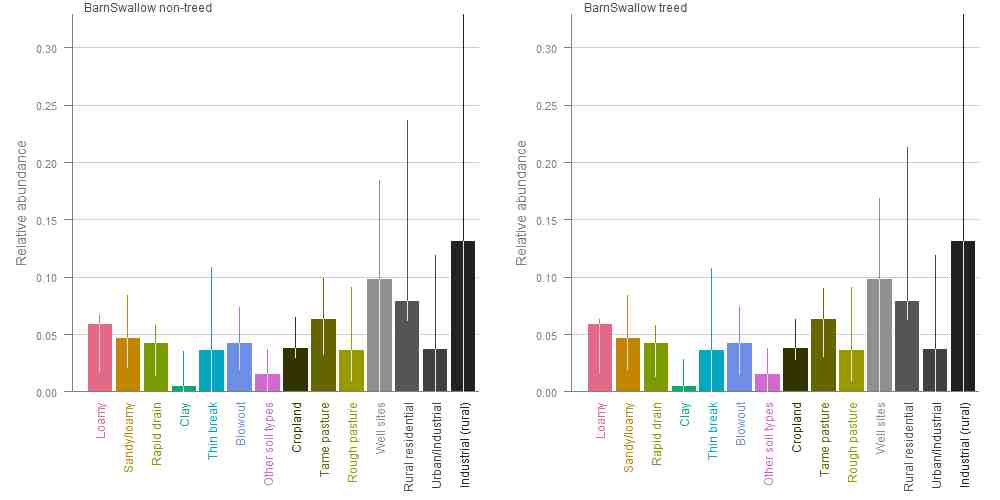 BarnSwallow non-treed
Relative abundance
0.30
0.25
0.20
0.15
0.10
0.05
0.00
Loamy
Sandy/loamy
Rapid drain
Clay
Thin break
Blowout
Other soil types
Cropland
Tame pasture
Rough pasture
Well sites
Rural residential
Urban/Industrial
Industrial (rural)
BarnSwallow treed
Relative abundance
0.30
0.25
0.20
0.15
0.10
0.05
0.00
Loamy
Sandy/loamy
Rapid drain
Clay
Thin break
Blowout
Other soil types
Cropland
Tame pasture
Rough pasture
Well sites
Rural residential
Urban/Industrial
Industrial (rural)